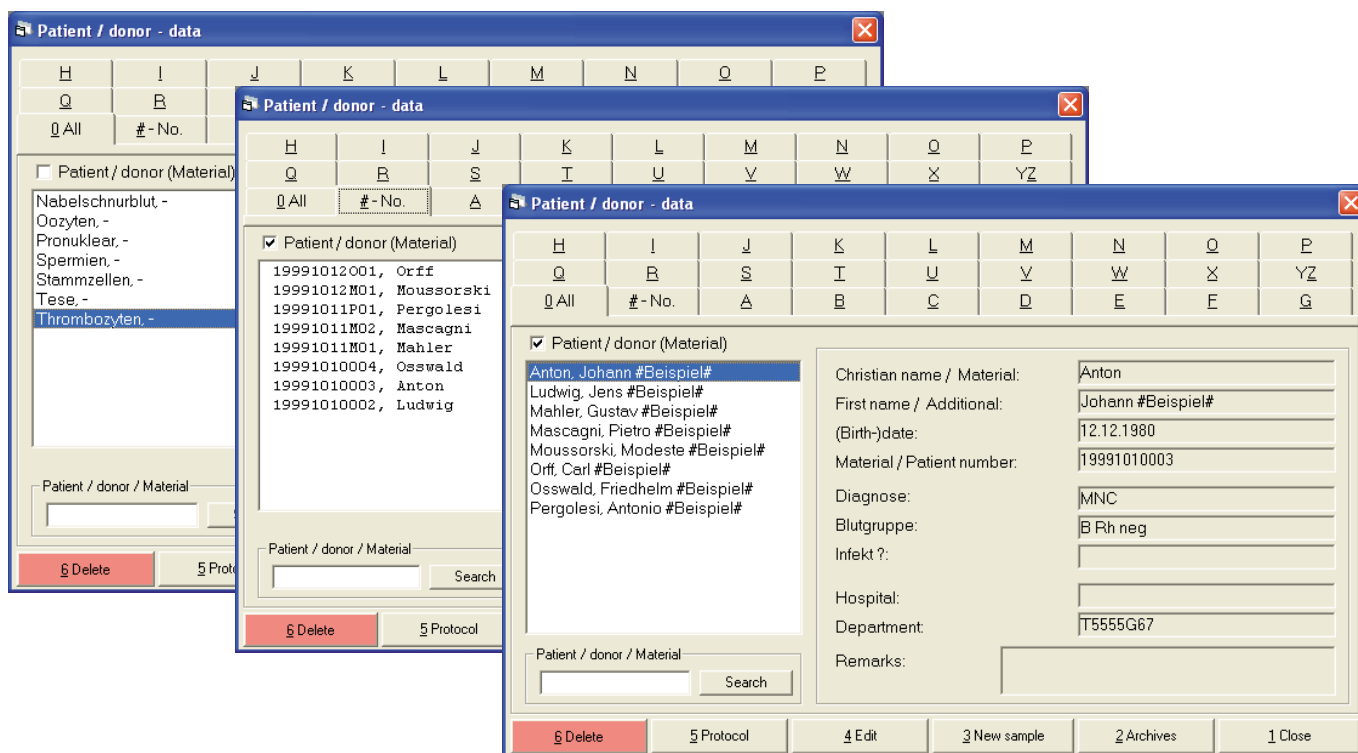 Patient / donor - data
H I J K L M N O P
Q R
0 All #-No.
Patient / donor (Material)
Nabelschnurblut, -
Oozyten, -
Pronuklear, -
Spermien, -
Stammzellen, -
Tese, -
Thrombozyten, -
Patient / donor / Material
6 Delete
Patient / donor - data
H I J K L M N O P
Q R S T U V W X YZ
0 All #-No. A
Patient / donor (Material)
19991012O01, Orff
19991012M01, Moussorski
19991011P01, Pergolesi
19991011M02, Mascagni
19991011M01, Mahler
19991010004, Osswald
19991010003, Anton
19991010002, Ludwig
Patient / donor / Material
Search
6 Delete 5 Protocol
Patient / donor - data
H I J K L M N O P
Q R S T U V W X YZ
0 All #-No. A B C D E F G
Patient / donor (Material)
Anton, Johann #Beispiel#
Ludwig, Jens #Beispiel#
Mahler, Gustav #Beispiel#
Mascagni, Pietro #Beispiel#
Moussorski, Modeste #Beispiel#
Orff, Carl #Beispiel#
Osswald, Friedhelm #Beispiel#
Pergolesi, Antonio #Beispiel#
Patient / donor / Material
Search
Christian name / Material: Anton
First name / Additional: Johann #Beispiel#
(Birth-)date: 12.12.1980
Material / Patient number: 19991010003
Diagnose: MNC
Blutgruppe: B Rh neg
Infekt ?:
Hospital:
Department: T5555G67
Remarks:
6 Delete 5 Protocol 4 Edit 3 New sample 2 Archives 1 Close